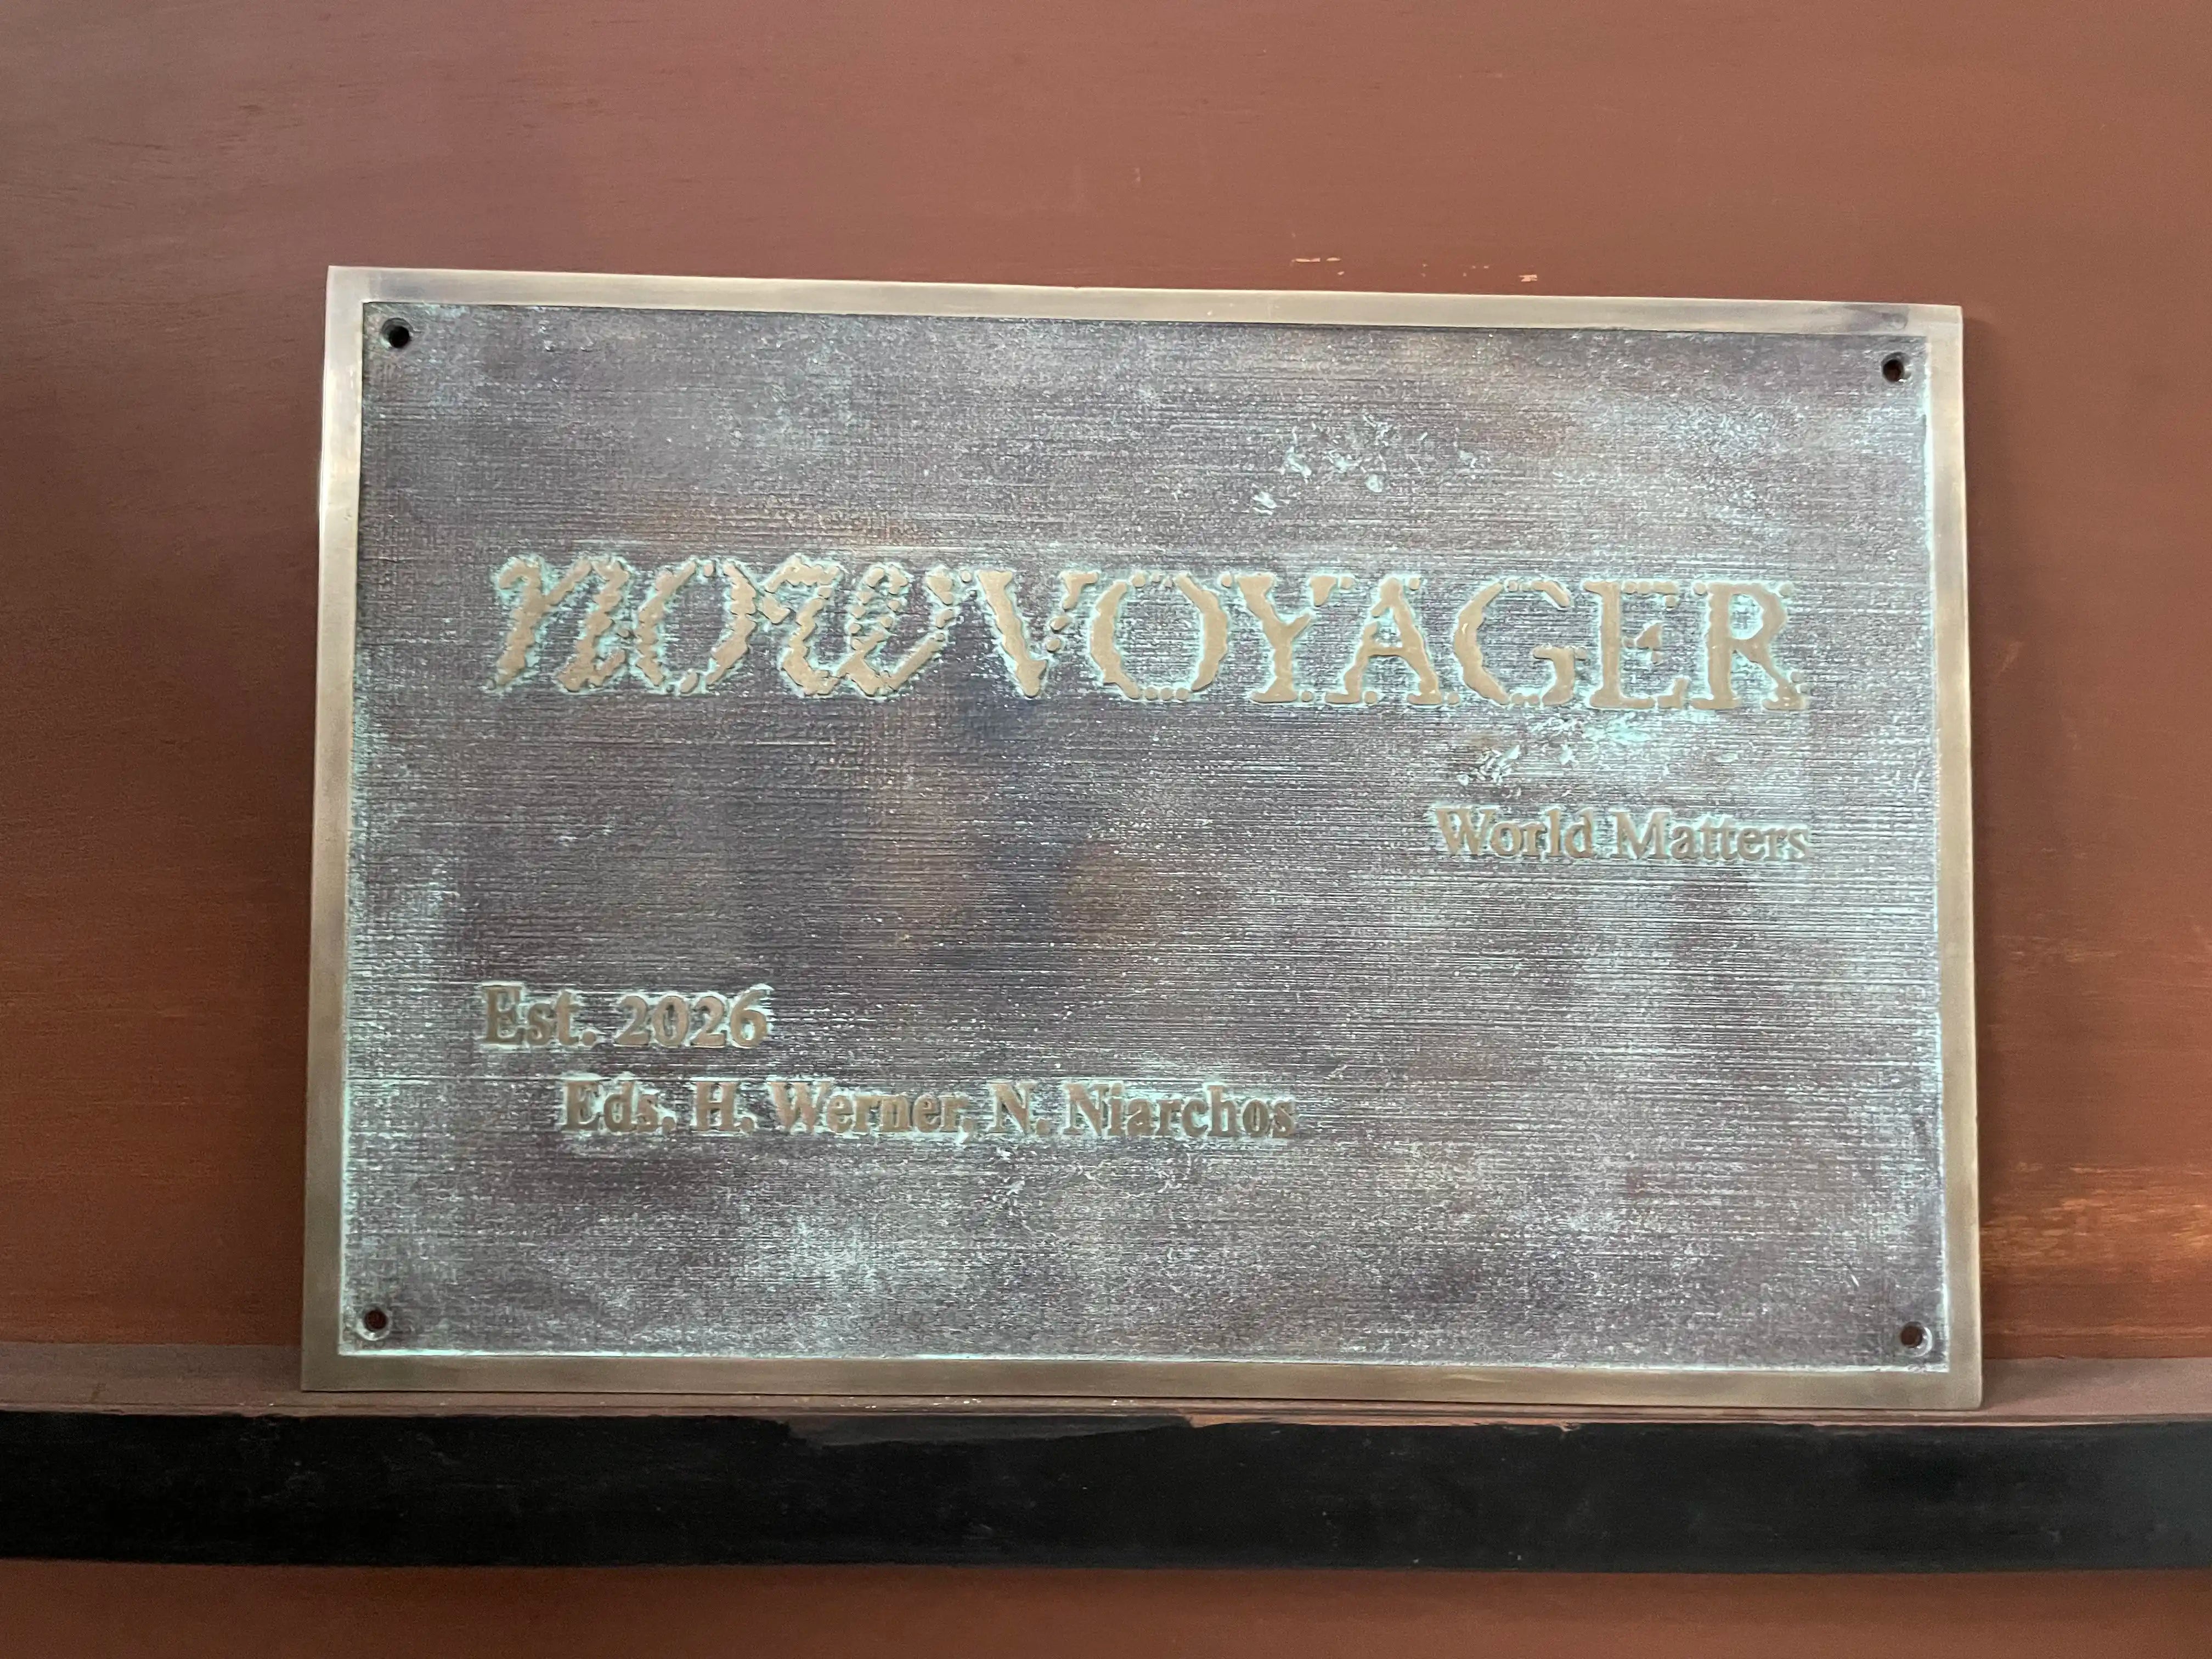 nowVOYAGER
World Matters
Est. 2026
Eds. H. Werner, N. Niarchos